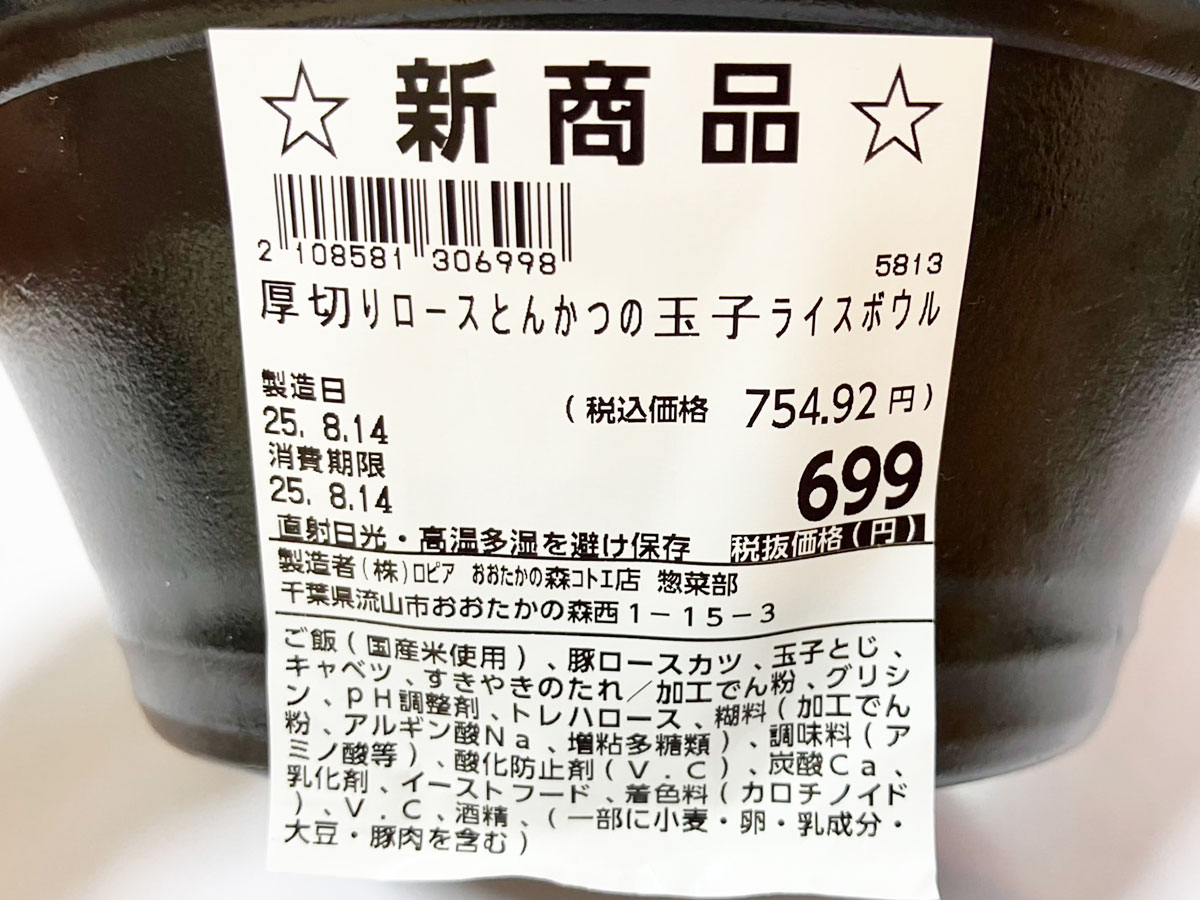 ☆ 新商品 ☆
2 108581 306998
5813
厚切りロースとんかつの玉子ライスボウル
製造日
25. 8.14
(税込価格 754.92円)
消費期限
25. 8.14
699
直射日光・高温多湿を避け保存 税抜価格(円)
製造者(株)ロピア おおたかの森コトエ店 惣菜部
千葉県流山市おおたかの森西1-15-3
ご飯(国産米使用)、豚ロースカツ、玉子とじ、
キャベツ、すきやきのたれ/加工でん粉、グリシ
ン、pH調整剤、トレハロース、糊料(加工でん
粉、アルギン酸Na、増粘多糖類)、調味料(ア
ミノ酸等)、酸化防止剤(V.C)、炭酸Ca、
乳化剤、イーストフード、着色料(カロチノイド
)、V.C、酒精、(一部に小麦・卵・乳成分・
大豆・豚肉を含む)